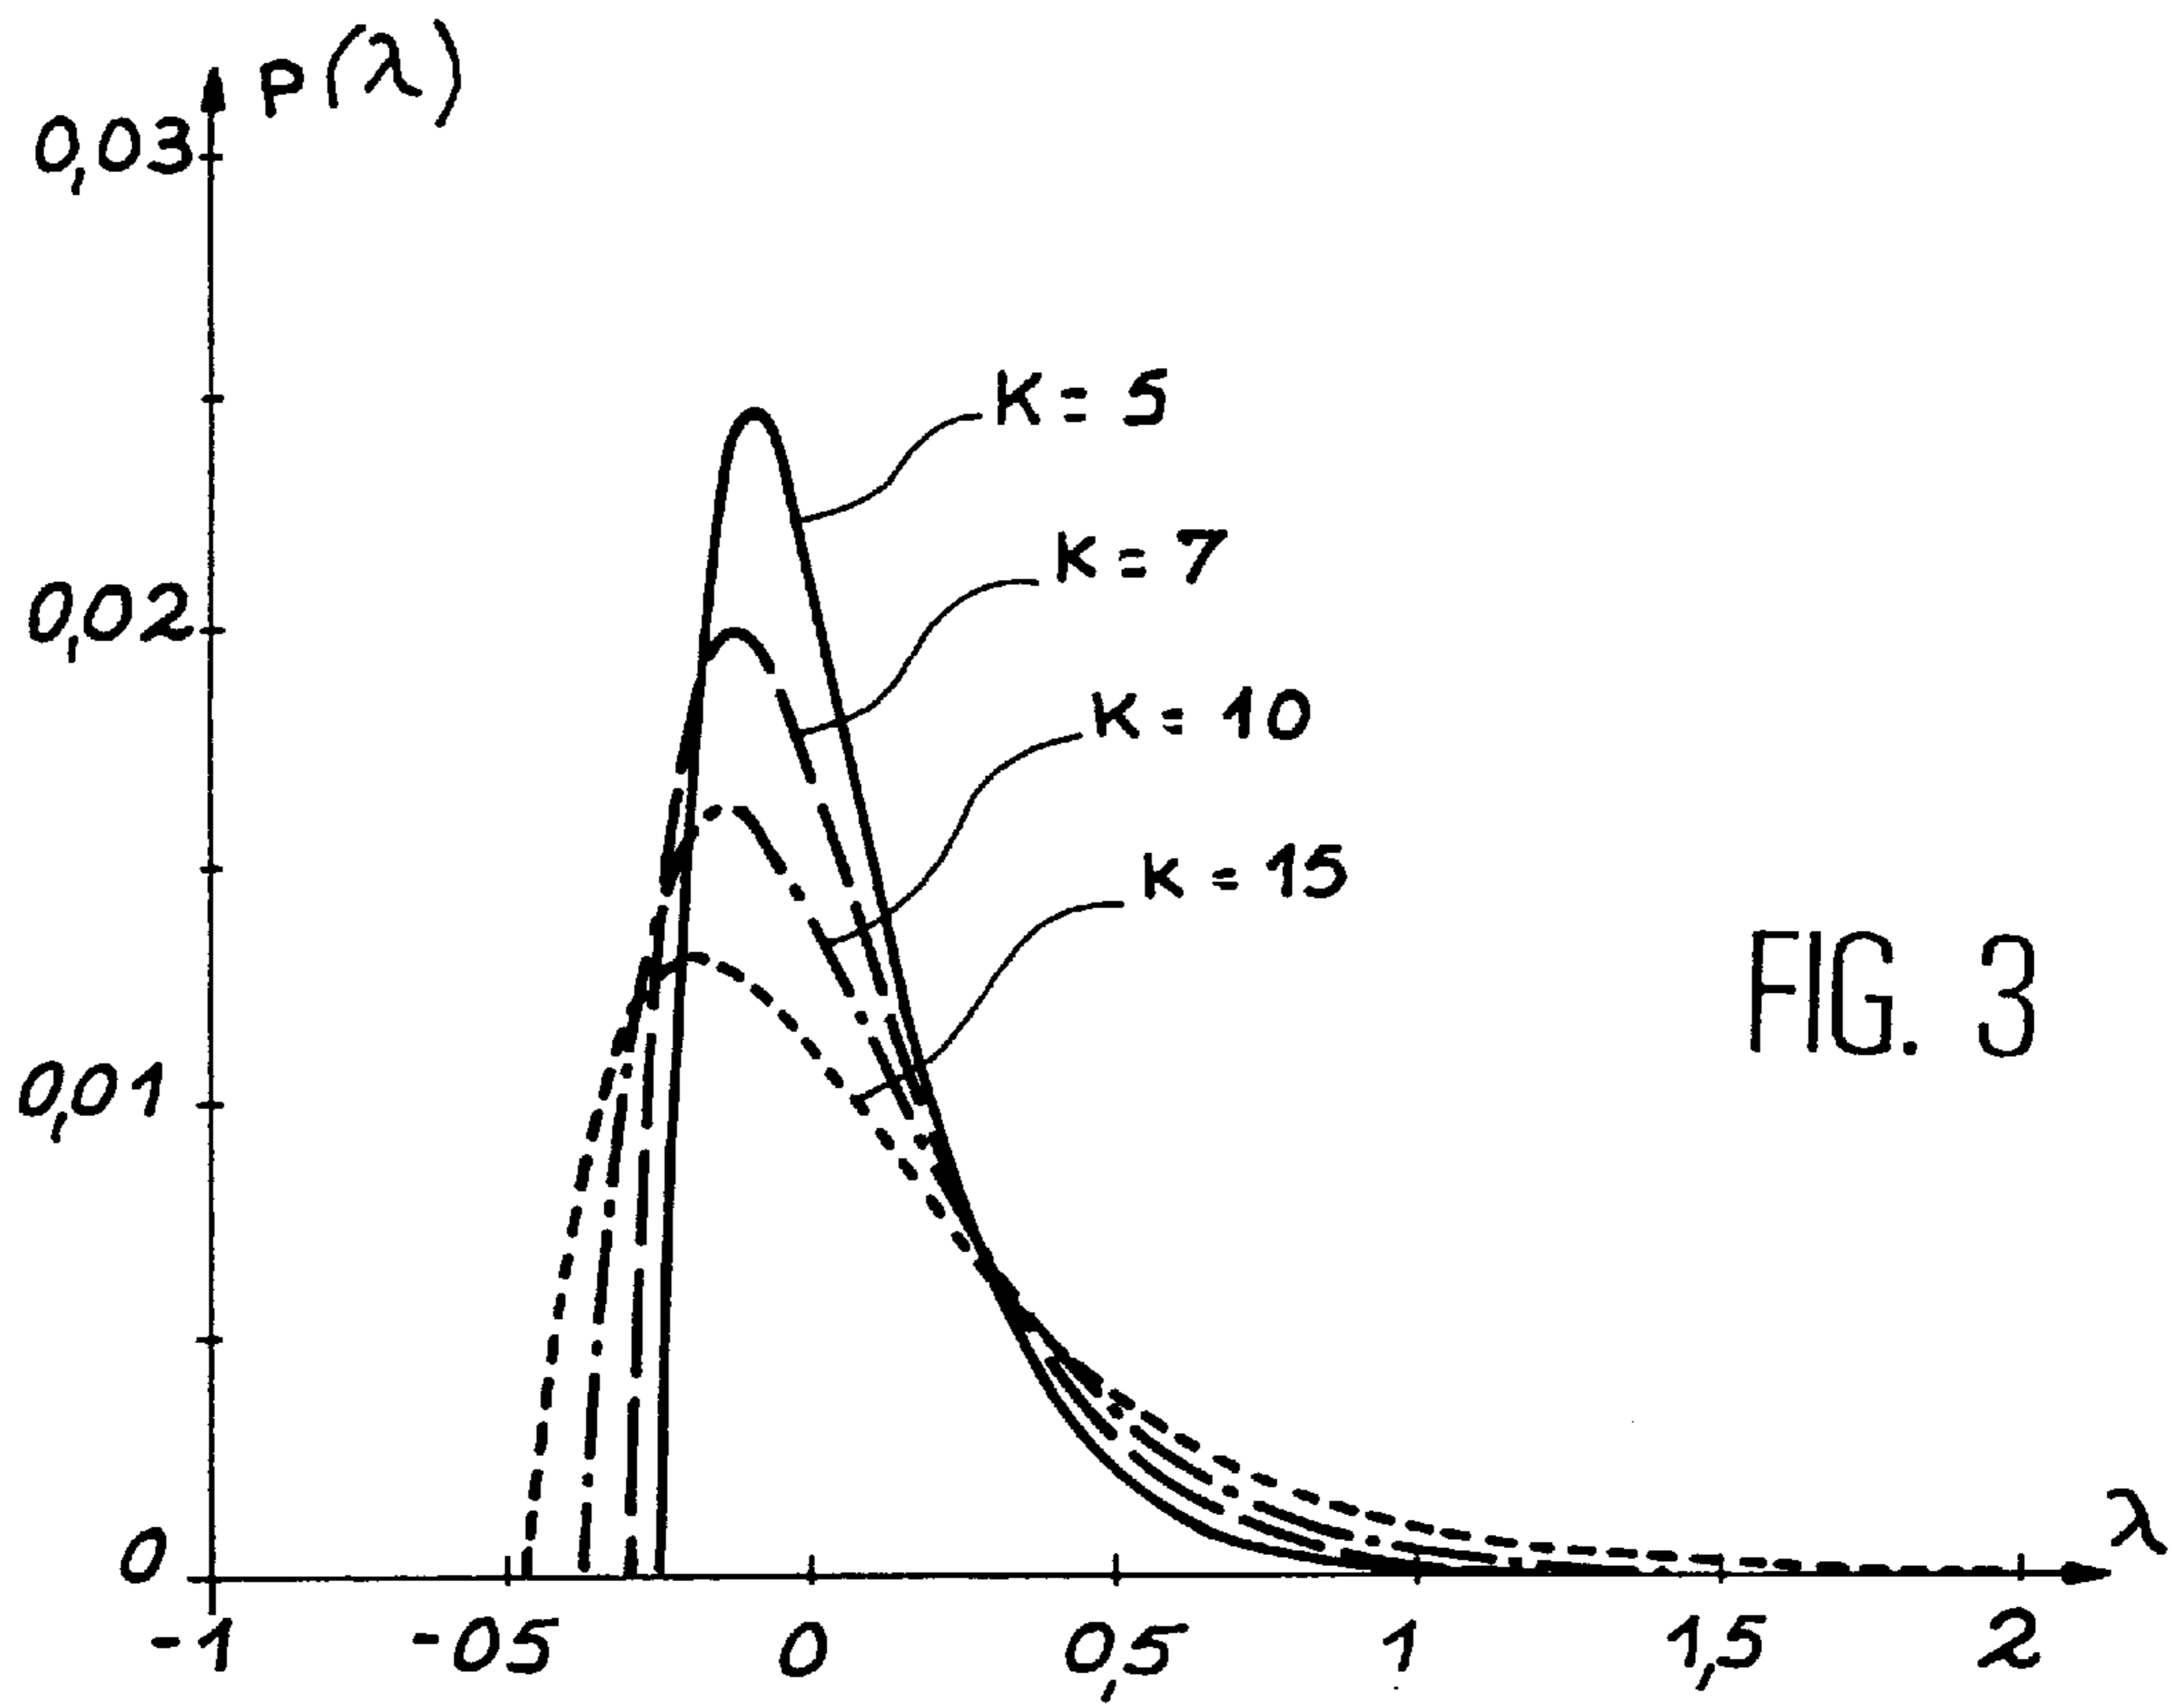 P(λ)
0,03
K = 5
K = 7
0,02
K = 10
K = 15
FIG. 3
0,01
0
λ
-1 -05 0 0,5 1 1,5 2